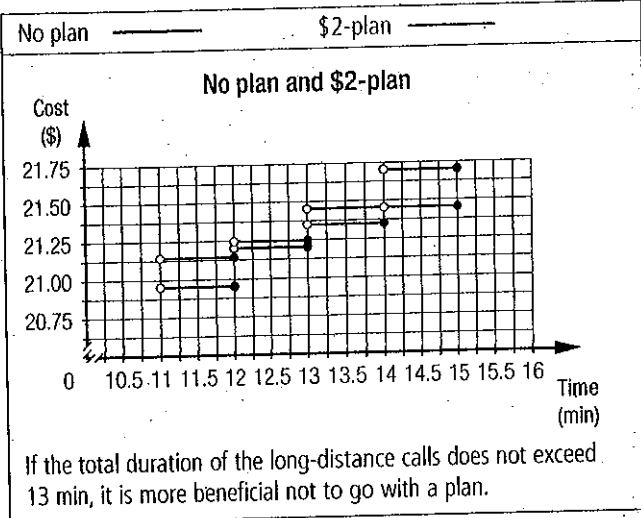 No plan $2-plan
No plan and $2-plan
Cost
($)
21.75
21.50
21.25
21.00
20.75
0 10.5 11 11.5 12 12.5 13 13.5 14 14.5 15 15.5 16
Time
(min)
If the total duration of the long-distance calls does not exceed
13 min, it is more beneficial not to go with a plan.